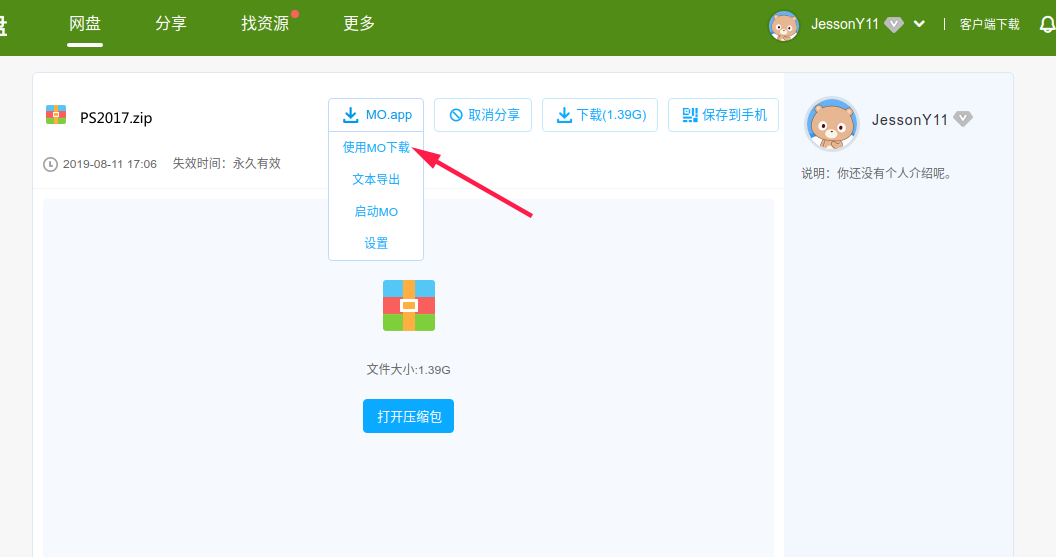 盘 网盘 分享 找资源 更多 JessonY11 客户端下载
PS2017.zip MO.app 取消分享 下载(1.39G) 保存到手机 JessonY11
使用MO下载
2019-08-11 17:06 失效时间：永久有效
文本导出
说明：你还没有个人介绍呢。
启动MO
设置
文件大小:1.39G
打开压缩包